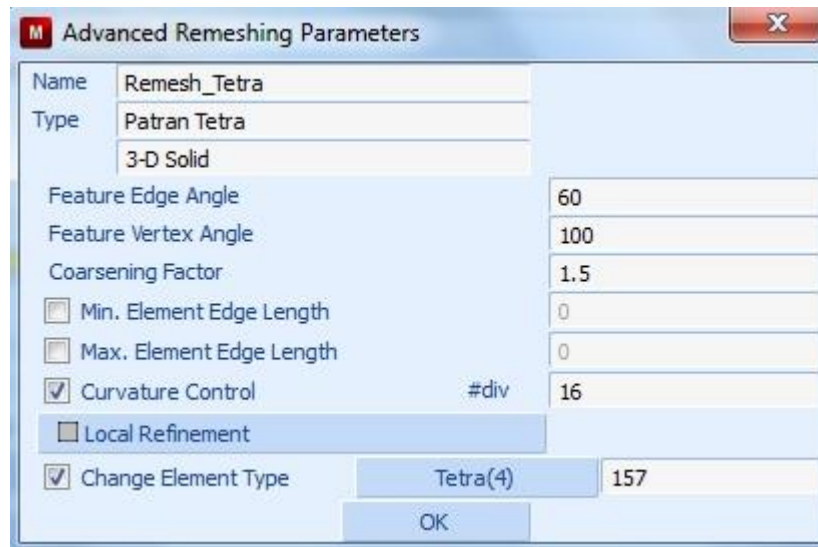 M Advanced Remeshing Parameters X
Name Remesh_Tetra
Type Patran Tetra
3-D Solid
Feature Edge Angle 60
Feature Vertex Angle 100
Coarsening Factor 1.5
Min. Element Edge Length 0
Max. Element Edge Length 0
Curvature Control #div 16
Local Refinement
Change Element Type Tetra(4) 157
OK